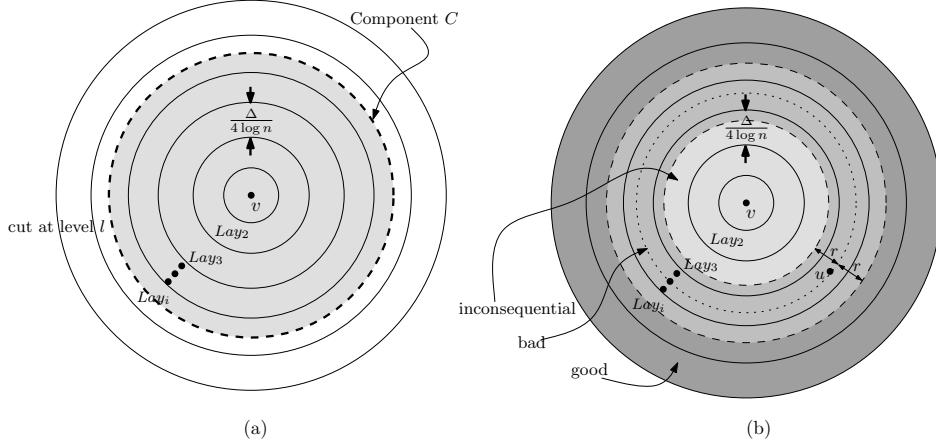 Component C
Δ
4 log n
v
Lay₂
cut at level l
Lay₃
Layᵢ
(a)
Δ
4 log n
v
Lay₂
r
r
u
Lay₃
Layᵢ
inconsequential
bad
good
(b)